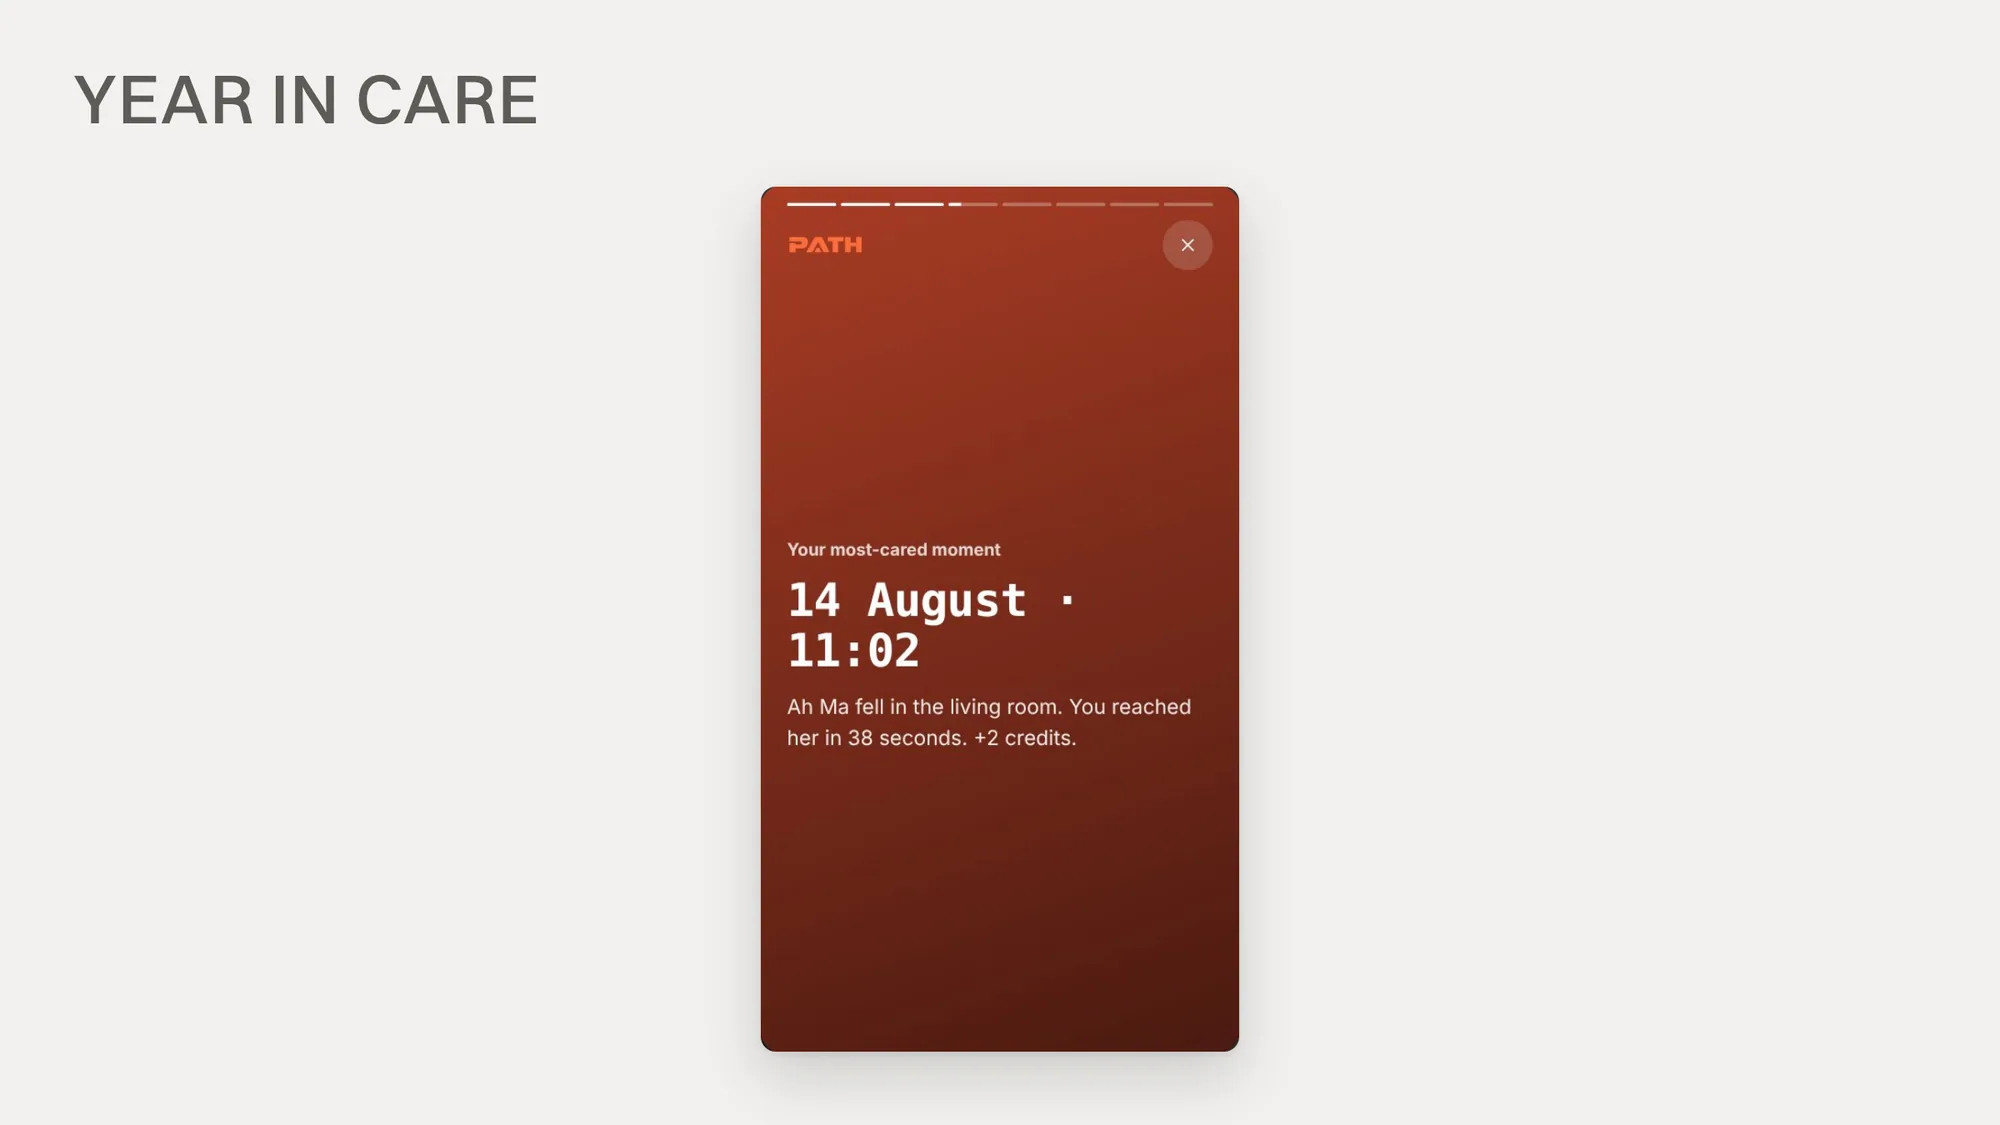 YEAR IN CARE
PATH
Your most-cared moment
14 August ·
11:02
Ah Ma fell in the living room. You reached
her in 38 seconds. +2 credits.